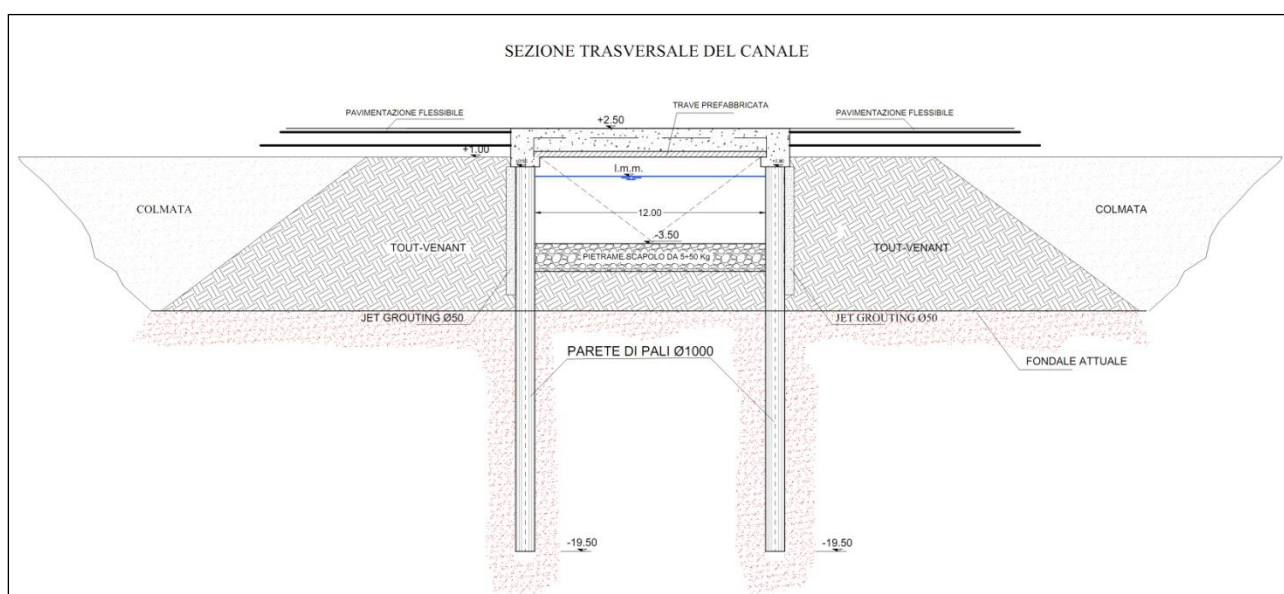 SEZIONE TRASVERSALE DEL CANALE
TRAVE PREFABBRICATA
PAVIMENTAZIONE FLESSIBILE
PAVIMENTAZIONE FLESSIBILE
+2.50
+1.00
l.m.m.
COLMATA
12.00
COLMATA
-3.50
TOUT-VENANT
TOUT-VENANT
PIETRAME SCAPOLO DA 5÷50 Kg
JET GROUTING Ø50
JET GROUTING Ø50
PARETE DI PALI Ø1000
FONDALE ATTUALE
-19.50
-19.50